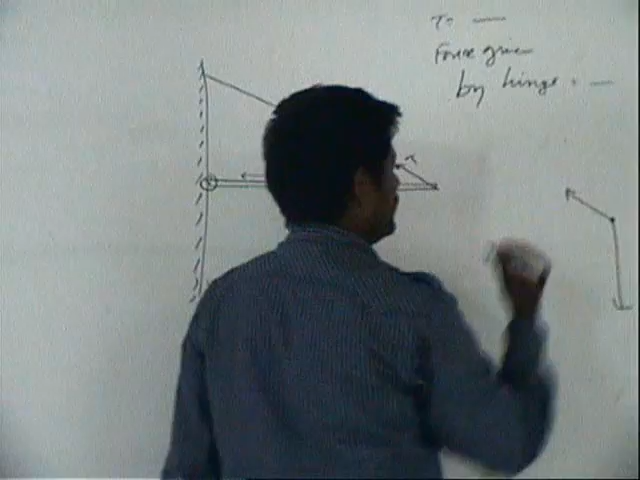 T =
Force given
by hinge = —